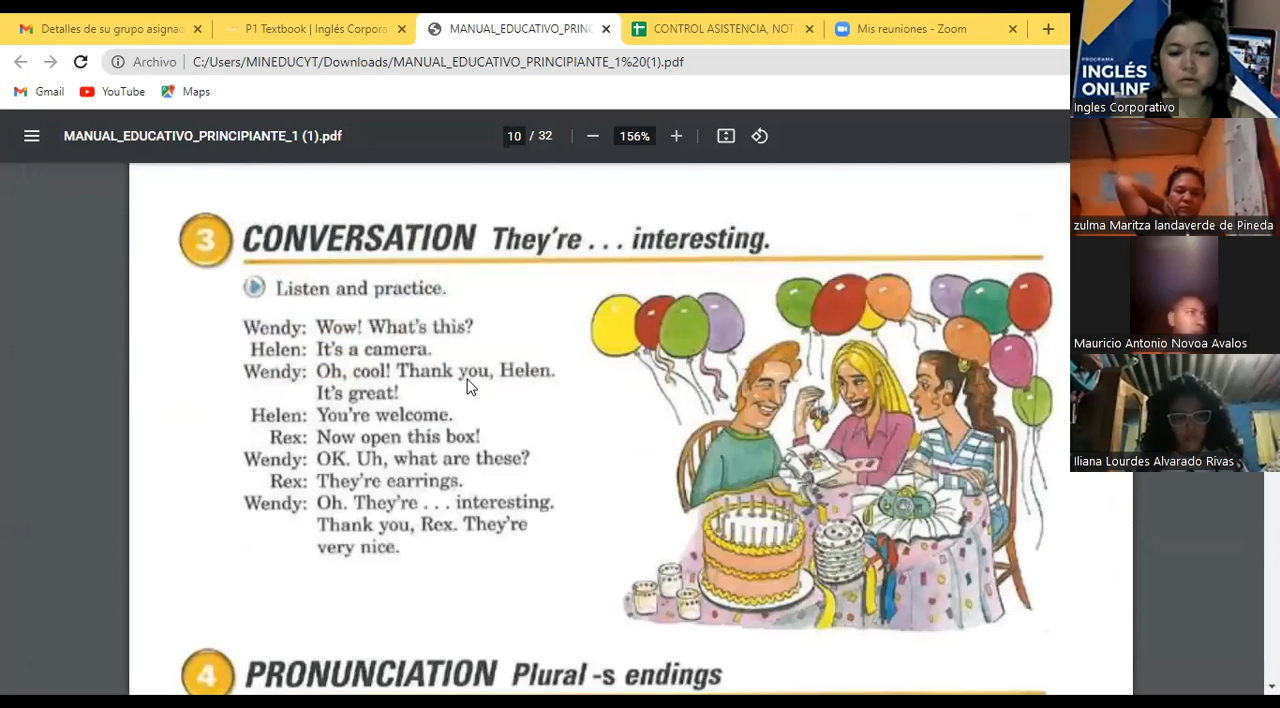 Detalles de su grupo asignad
P1 Textbook | Inglés Corpora
MANUAL_EDUCATIVO_PRINC
CONTROL ASISTENCIA, NOT
Mis reuniones - Zoom
Archivo
C:/Users/MINEDUCYT/Downloads/MANUAL_EDUCATIVO_PRINCIPIANTE_1%20(1).pdf
Gmail
YouTube
Maps
MANUAL_EDUCATIVO_PRINCIPIANTE_1 (1).pdf
10 / 32
156%
PROGRAMA
INGLÉS
ONLINE
Ingles Corporativo
zulma Maritza landaverde de Pineda
Mauricio Antonio Novoa Avalos
Iliana Lourdes Alvarado Rivas
3 CONVERSATION They're . . . interesting.
Listen and practice.
Wendy: Wow! What's this?
Helen: It's a camera.
Wendy: Oh, cool! Thank you, Helen.
It's great!
Helen: You're welcome.
Rex: Now open this box!
Wendy: OK. Uh, what are these?
Rex: They're earrings.
Wendy: Oh. They're . . . interesting.
Thank you, Rex. They're
very nice.
4 PRONUNCIATION Plural -s endings